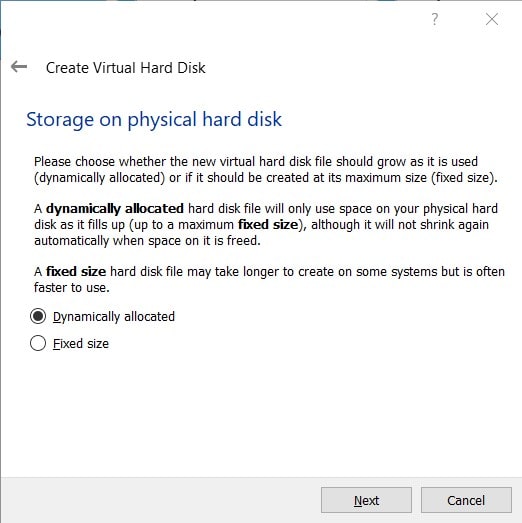 ?
Create Virtual Hard Disk
Storage on physical hard disk
Please choose whether the new virtual hard disk file should grow as it is used
(dynamically allocated) or if it should be created at its maximum size (fixed size).
A dynamically allocated hard disk file will only use space on your physical hard
disk as it fills up (up to a maximum fixed size), although it will not shrink again
automatically when space on it is freed.
A fixed size hard disk file may take longer to create on some systems but is often
faster to use.
Dynamically allocated
Fixed size
Next Cancel